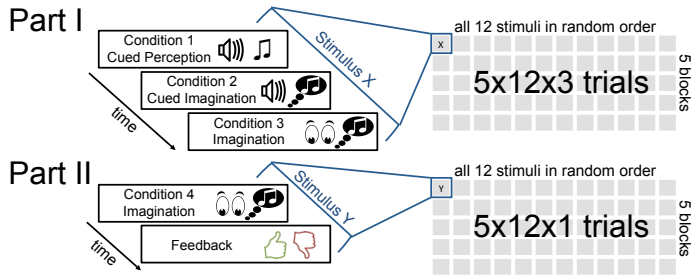 Part I
Condition 1
Cued Perception
Condition 2
Cued Imagination
Condition 3
Imagination
time
Stimulus X
X
all 12 stimuli in random order
5x12x3 trials
5 blocks
Part II
Condition 4
Imagination
Feedback
time
Stimulus Y
Y
all 12 stimuli in random order
5x12x1 trials
5 blocks